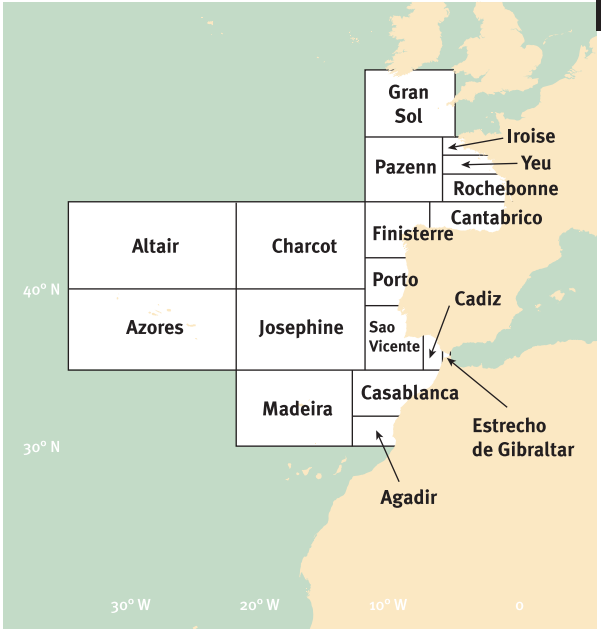 Gran
Sol
Iroise
Pazenn
Yeu
Rochebonne
Cantabrico
Finisterre
Altair
Charcot
Porto
40° N
Cadiz
Azores
Josephine
Sao
Vicente
Casablanca
Madeira
Estrecho
de Gibraltar
30° N
Agadir
30° W
20° W
10° W
0